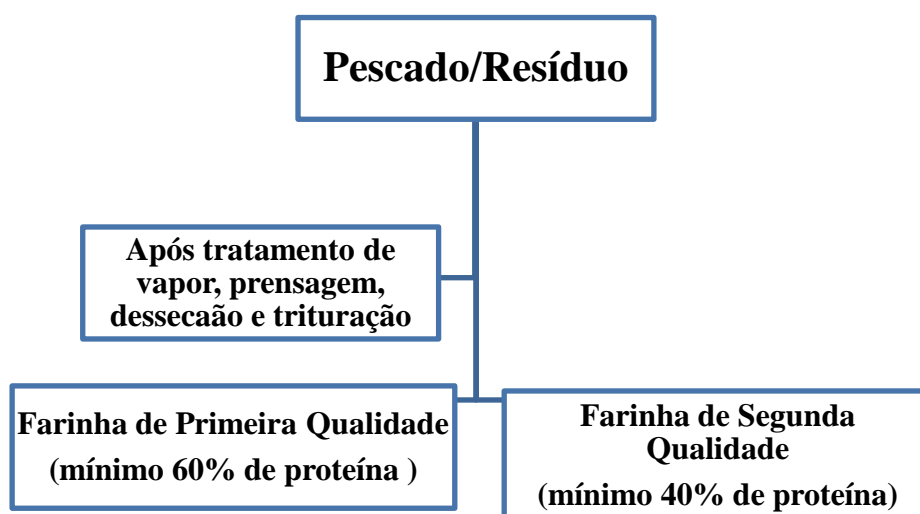 Pescado/Resíduo
Após tratamento de
vapor, prensagem,
dessecaão e trituração
Farinha de Primeira Qualidade
(mínimo 60% de proteína )
Farinha de Segunda
Qualidade
(mínimo 40% de proteína)